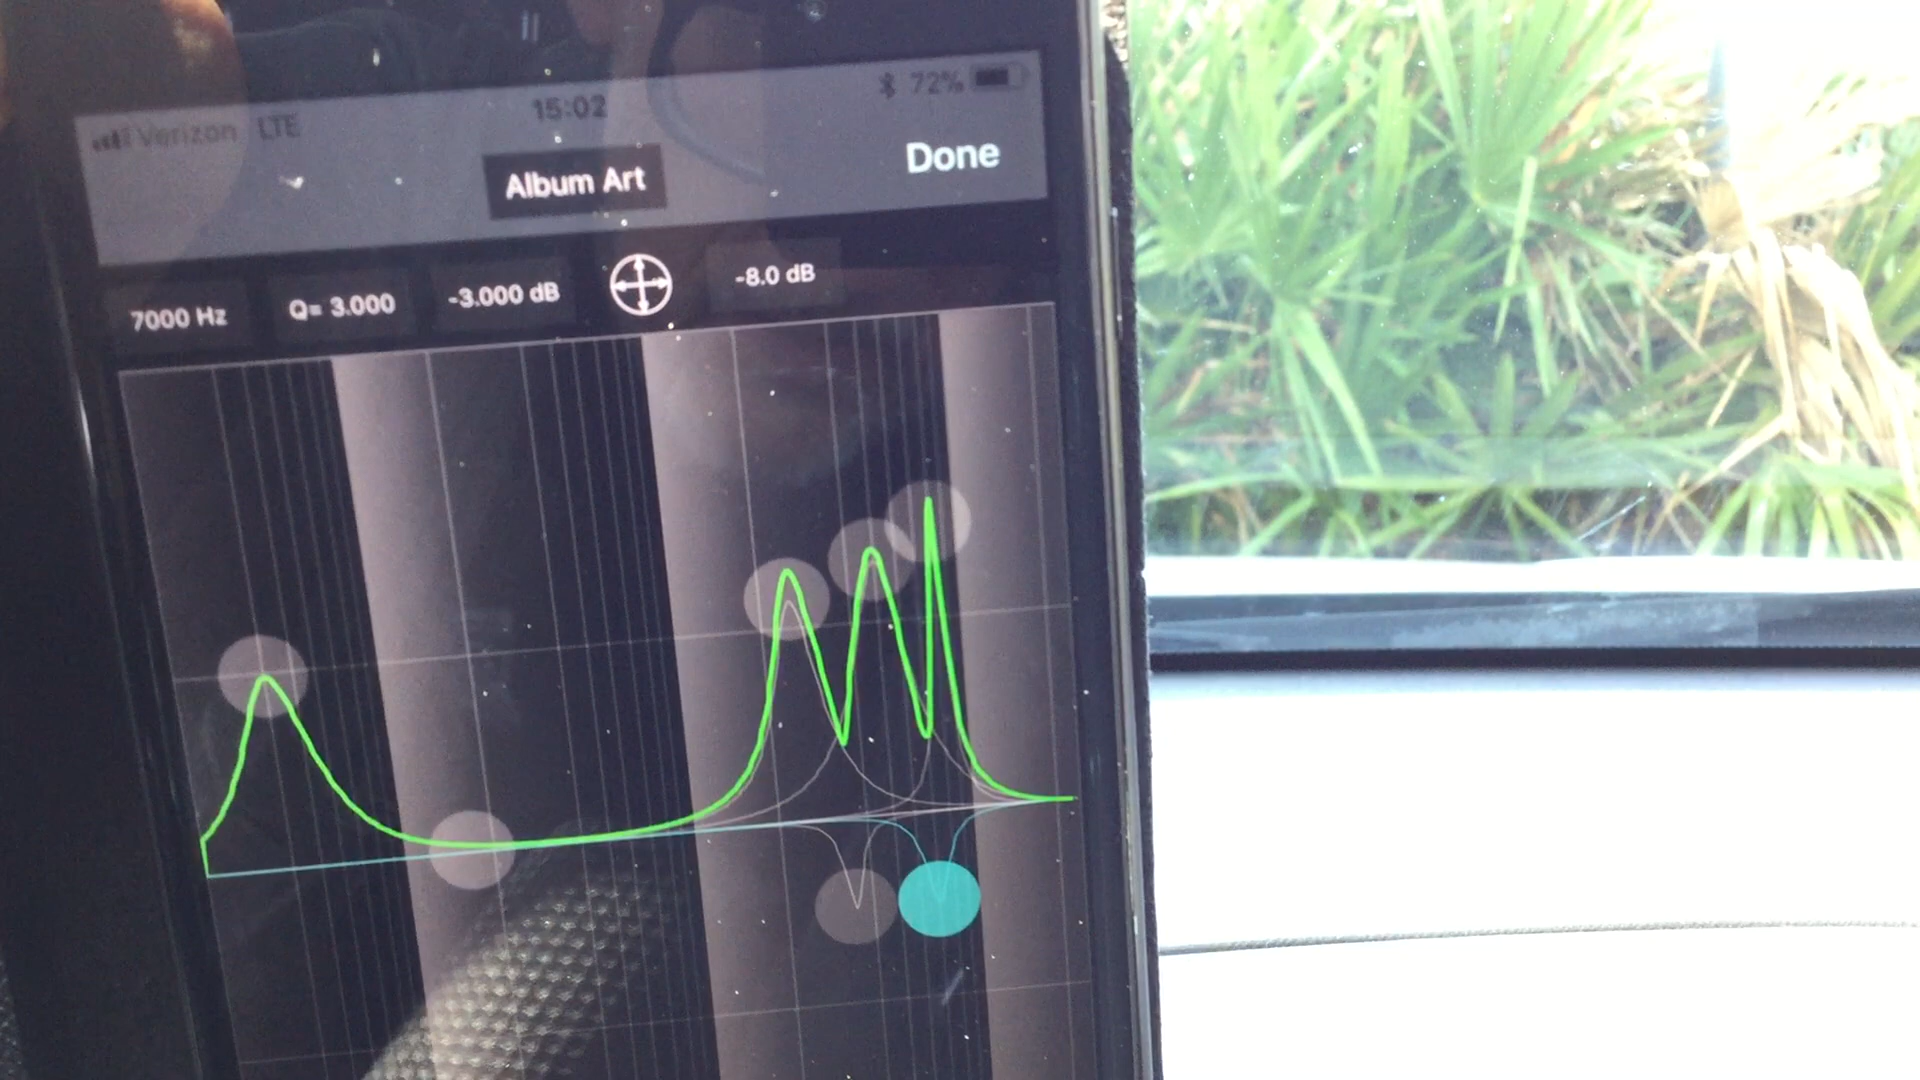 Verizon LTE 15:02 72%
Album Art Done
7000 Hz Q= 3.000 -3.000 dB -8.0 dB